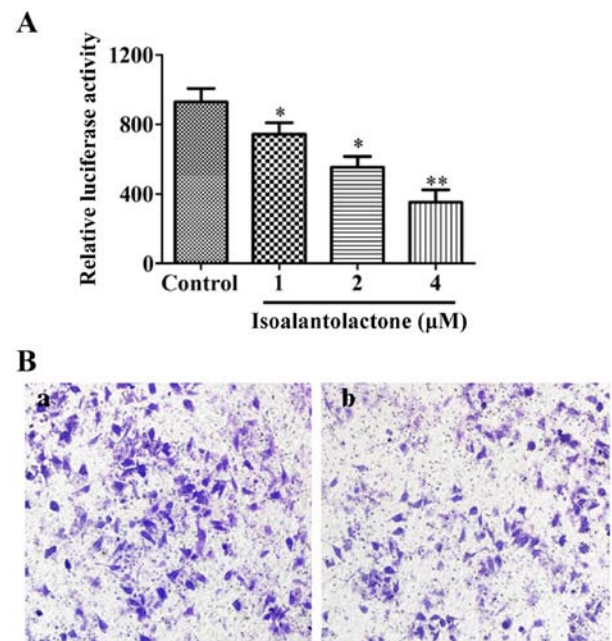 A
Relative luciferase activity
1200
800
400
0
*
*
**
Control 1 2 4
Isoalantolactone (μM)
B
a b